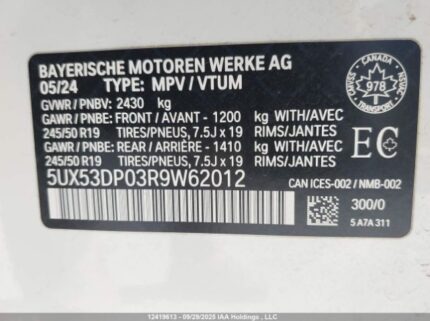 BAYERISCHE MOTOREN WERKE AG
05/24 TYPE: MPV / VTUM
GVWR / PNBV: 2430 kg
GAWR / PNBE: FRONT / AVANT - 1200 kg WITH/AVEC
245/50 R19 TIRES/PNEUS, 7.5J x 19 RIMS/JANTES
GAWR / PNBE: REAR / ARRIÈRE - 1410 kg WITH/AVEC
245/50 R19 TIRES/PNEUS, 7.5J x 19 RIMS/JANTES
5UX53DP03R9W62012
CANADA
978
TRANSPORT
EC
CAN ICES-002 / NMB-002
300/0
5 A7A 311
12419613 - 09/29/2025 IAA Holdings, LLC